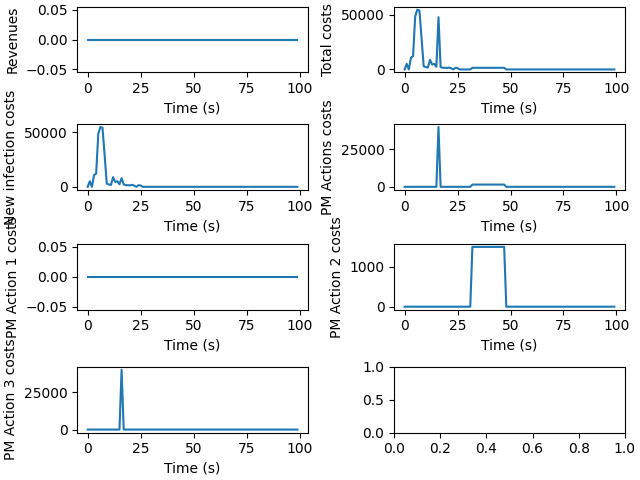 Revenues
0.05
0.00
−0.05
0 25 50 75 100
Time (s)
Total costs
50000
0
0 25 50 75 100
Time (s)
New infection costs
50000
0
0 25 50 75 100
Time (s)
PM Actions costs
25000
0
0 25 50 75 100
Time (s)
PM Action 1 costs
0.05
0.00
−0.05
0 25 50 75 100
Time (s)
PM Action 2 costs
1000
0
0 25 50 75 100
Time (s)
PM Action 3 costs
25000
0
0 25 50 75 100
Time (s)
1.0
0.5
0.0
0.0 0.2 0.4 0.6 0.8 1.0